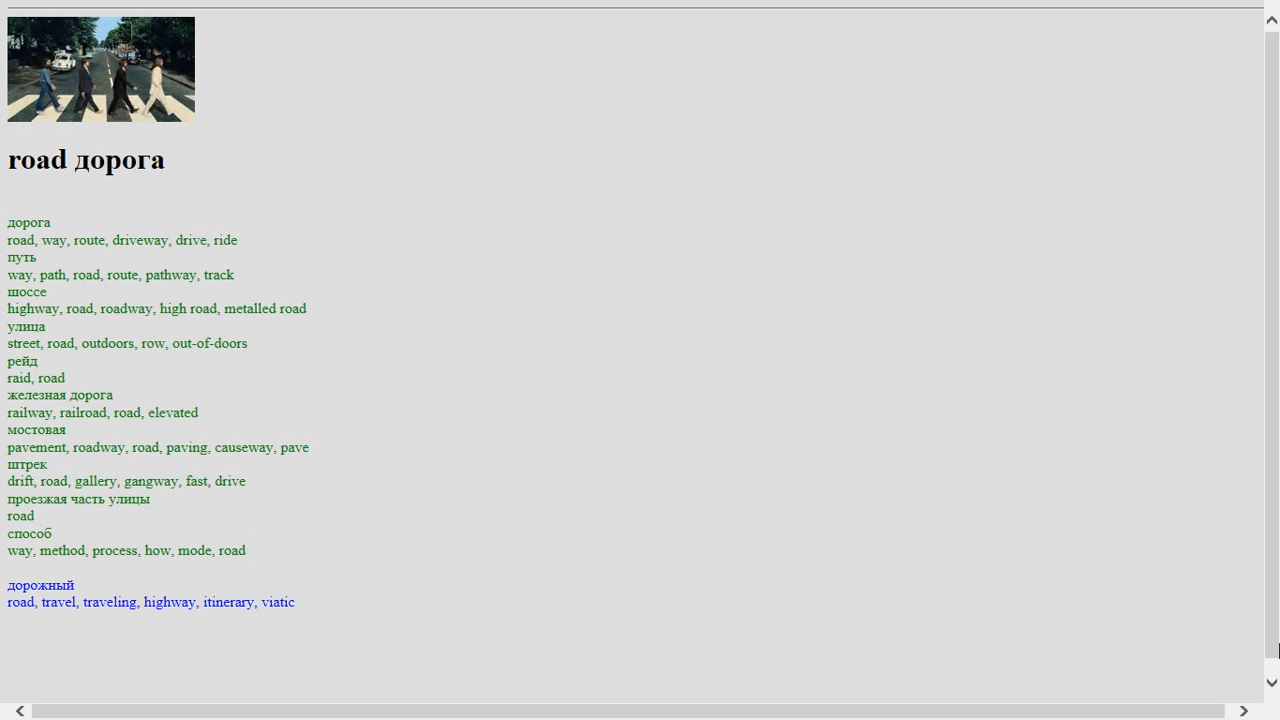 road дорога
дорога
road, way, route, driveway, drive, ride
путь
way, path, road, route, pathway, track
шоссе
highway, road, roadway, high road, metalled road
улица
street, road, outdoors, row, out-of-doors
рейд
raid, road
железная дорога
railway, railroad, road, elevated
мостовая
pavement, roadway, road, paving, causeway, pave
штрек
drift, road, gallery, gangway, fast, drive
проезжая часть улицы
road
способ
way, method, process, how, mode, road
дорожный
road, travel, traveling, highway, itinerary, viatic